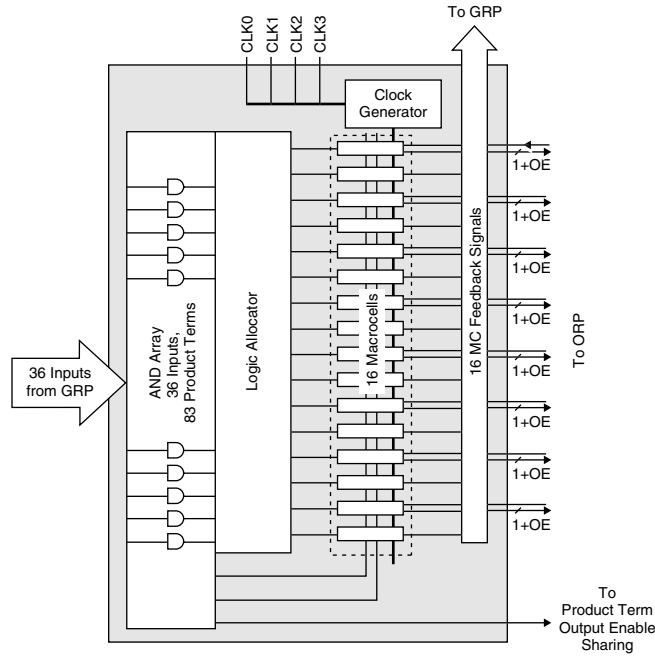 To GRP
CLK0
CLK1
CLK2
CLK3
Clock
Generator
1+OE
1+OE
1+OE
1+OE
1+OE
1+OE
1+OE
1+OE
36 Inputs
from GRP
AND Array
36 Inputs,
83 Product Terms
Logic Allocator
16 Macrocells
16 MC Feedback Signals
To ORP
To
Product Term
Output Enable
Sharing